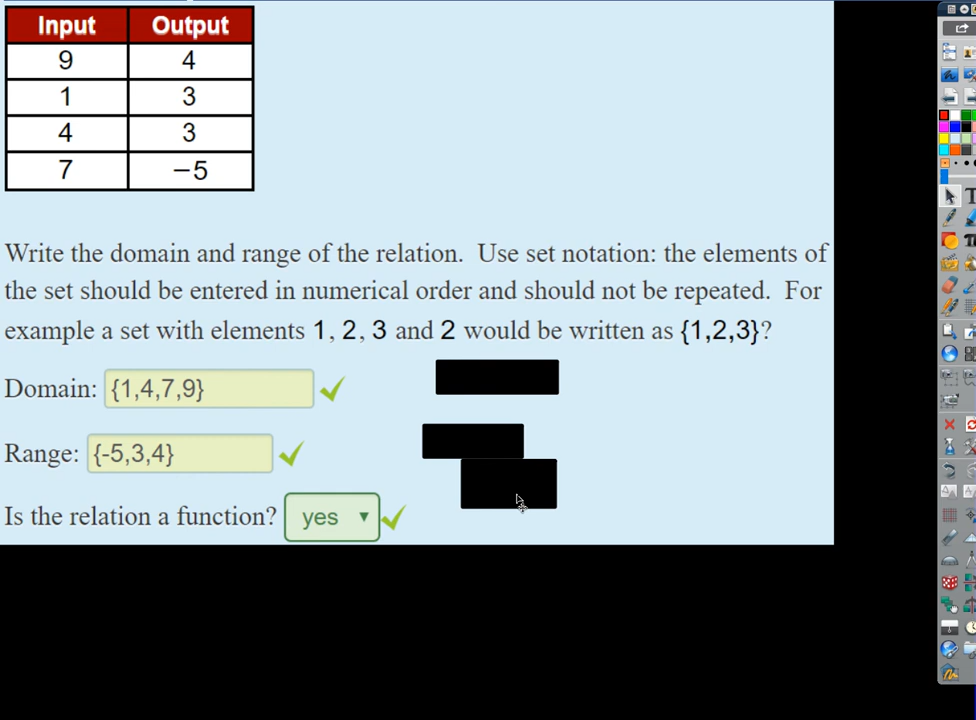 Input Output
9 4
1 3
4 3
7 −5
Write the domain and range of the relation. Use set notation: the elements of
the set should be entered in numerical order and should not be repeated. For
example a set with elements 1, 2, 3 and 2 would be written as {1,2,3}?
Domain: {1,4,7,9}
Range: {-5,3,4}
Is the relation a function? yes